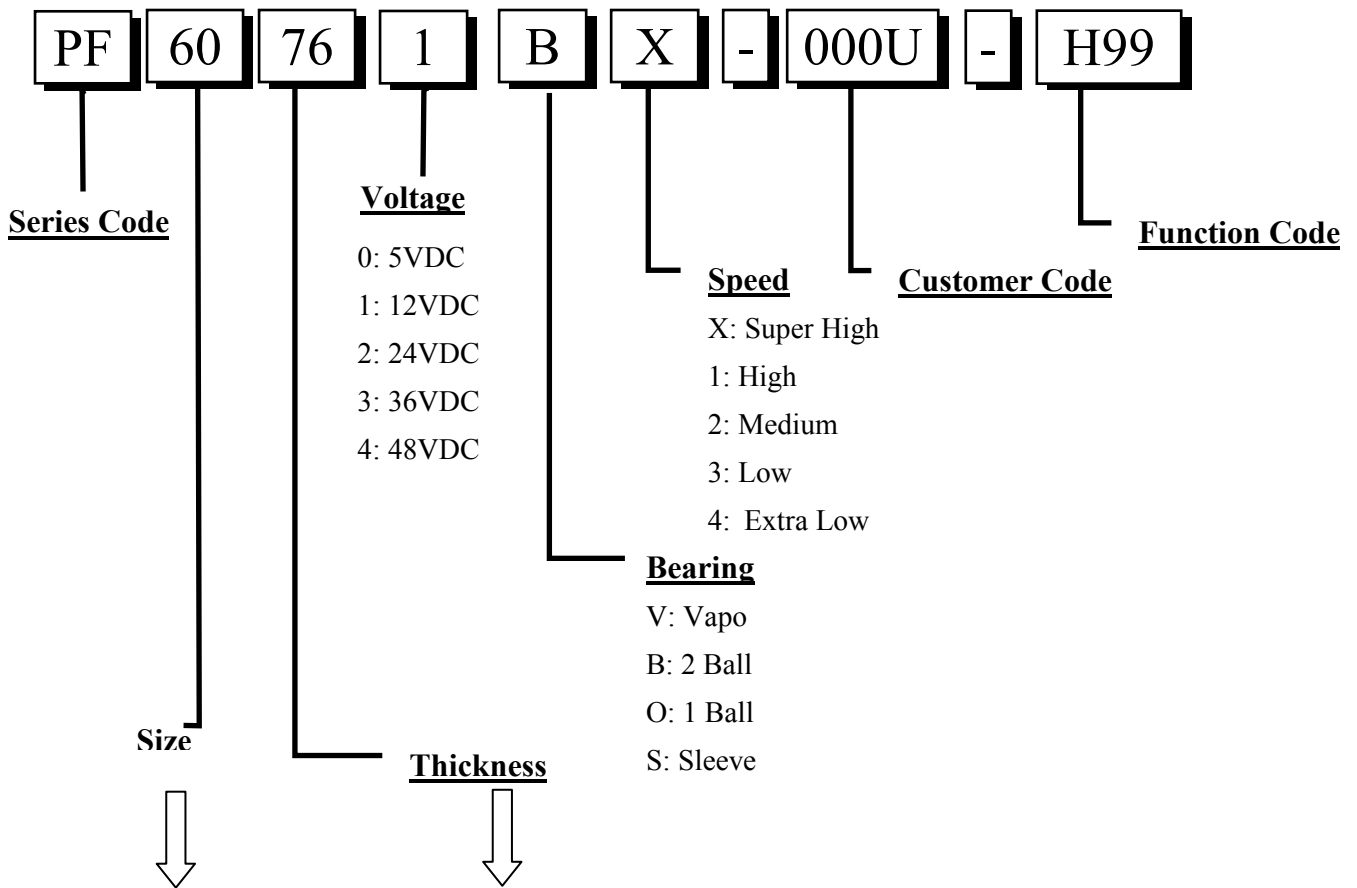 PF 60 76 1 B X - 000U - H99
Series Code
Voltage
0: 5VDC
1: 12VDC
2: 24VDC
3: 36VDC
4: 48VDC
Function Code
Customer Code
Speed
X: Super High
1: High
2: Medium
3: Low
4: Extra Low
Bearing
V: Vapo
B: 2 Ball
O: 1 Ball
S: Sleeve
Size
Thickness